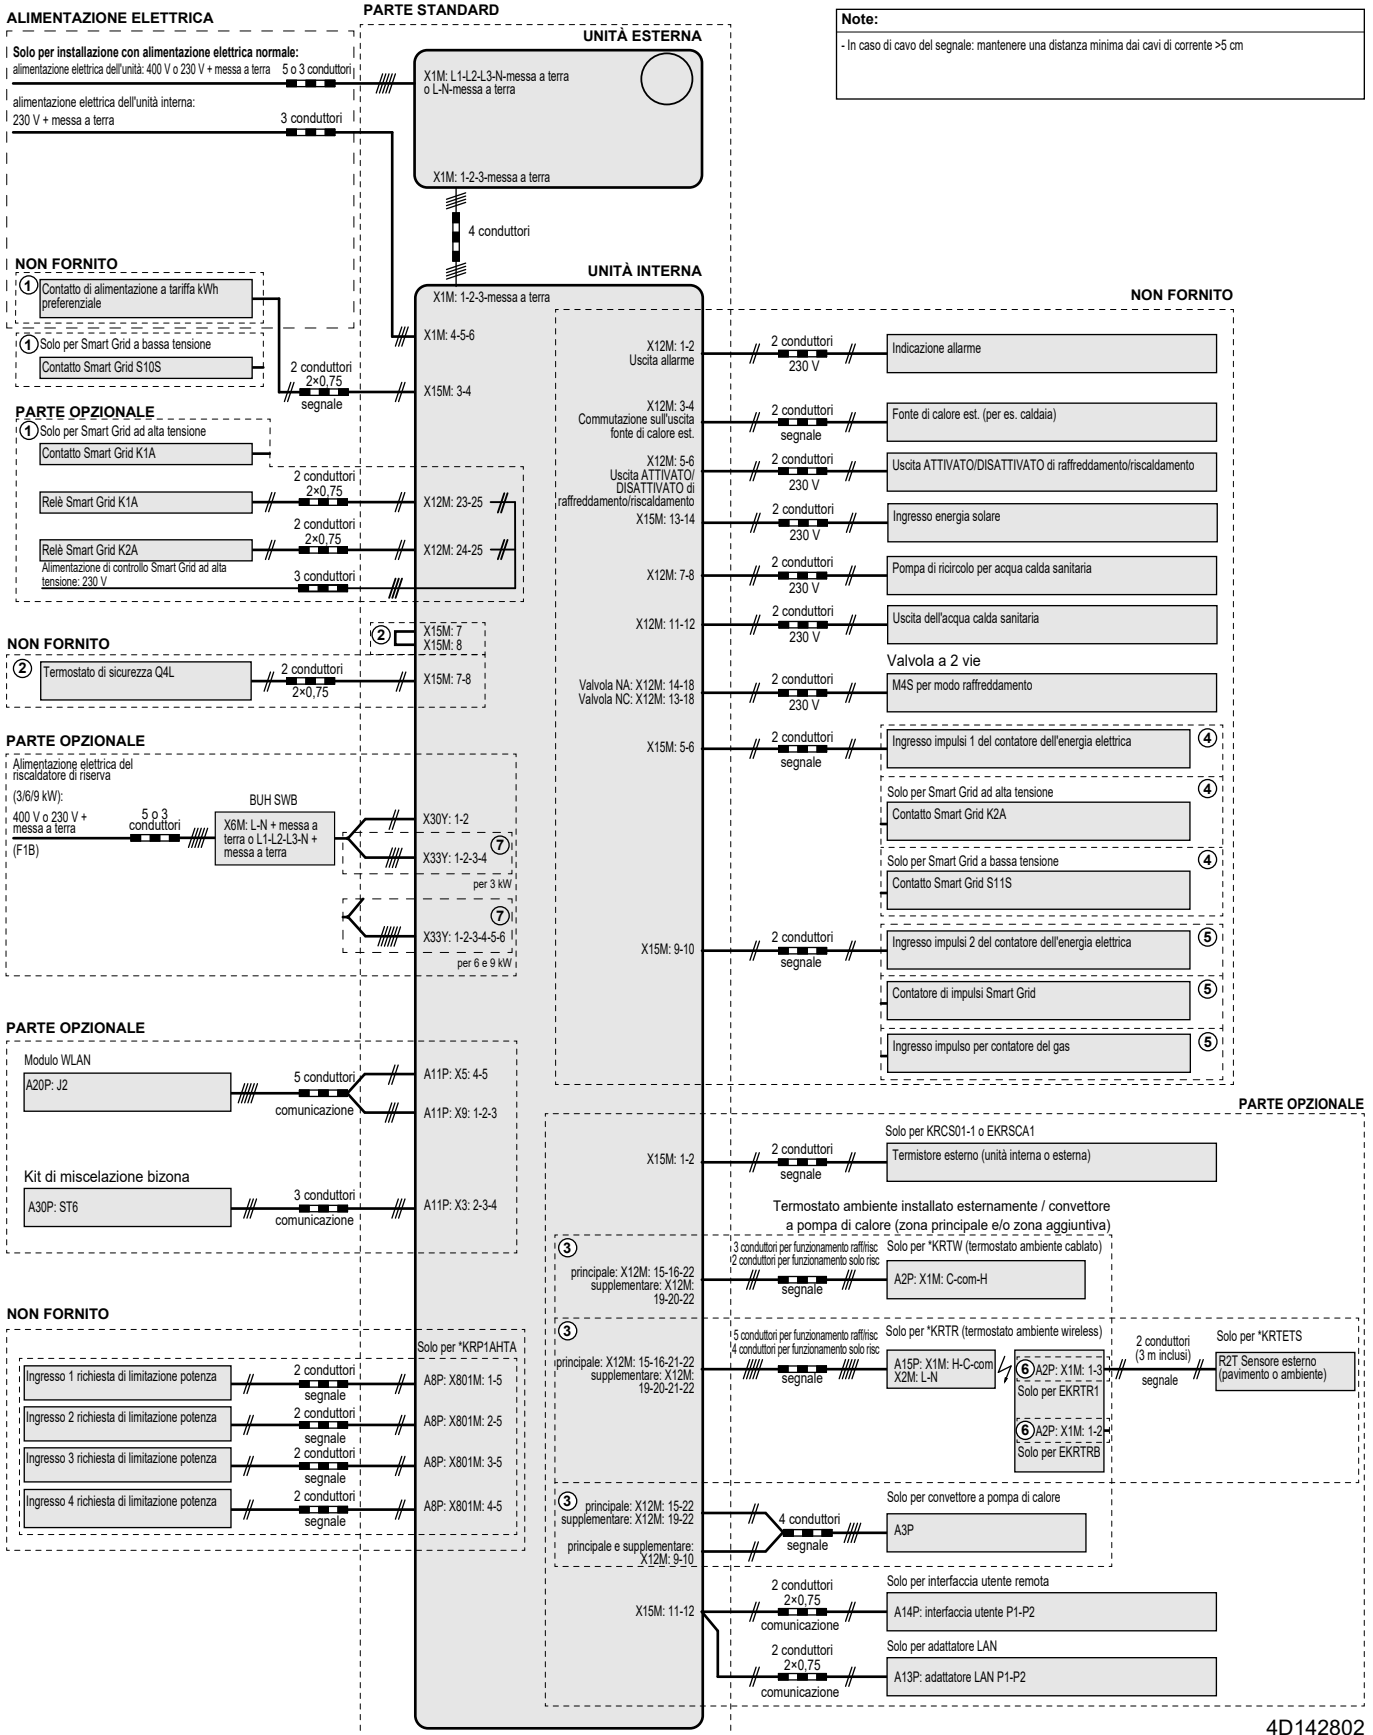 ALIMENTAZIONE ELETTRICA
Solo per installazione con alimentazione elettrica normale:
alimentazione elettrica dell'unità: 400 V o 230 V + messa a terra
5 o 3 conduttori
alimentazione elettrica dell'unità interna:
230 V + messa a terra
3 conduttori
PARTE STANDARD
UNITÀ ESTERNA
X1M: L1-L2-L3-N-messa a terra
o L-N-messa a terra
X1M: 1-2-3-messa a terra
4 conduttori
Note:
- In caso di cavo del segnale: mantenere una distanza minima dai cavi di corrente >5 cm
UNITÀ INTERNA
X1M: 1-2-3-messa a terra
NON FORNITO
1
Contatto di alimentazione a tariffa kWh
preferenziale
X1M: 4-5-6
1
Solo per Smart Grid a bassa tensione
Contatto Smart Grid S10S
2 conduttori
2×0,75
segnale
X15M: 3-4
PARTE OPZIONALE
1
Solo per Smart Grid ad alta tensione
Contatto Smart Grid K1A
Relè Smart Grid K1A
2 conduttori
2×0,75
X12M: 23-25
Relè Smart Grid K2A
2 conduttori
2×0,75
X12M: 24-25
Alimentazione di controllo Smart Grid ad alta
tensione: 230 V
3 conduttori
2
X15M: 7
X15M: 8
NON FORNITO
2
Termostato di sicurezza Q4L
2 conduttori
2×0,75
X15M: 7-8
PARTE OPZIONALE
Alimentazione elettrica del
riscaldatore di riserva
(3/6/9 kW):
400 V o 230 V +
messa a terra
(F1B)
5 o 3
conduttori
BUH SWB
X6M: L-N + messa a
terra o L1-L2-L3-N +
messa a terra
X30Y: 1-2
7
X33Y: 1-2-3-4
per 3 kW
7
X33Y: 1-2-3-4-5-6
per 6 e 9 kW
PARTE OPZIONALE
Modulo WLAN
A20P: J2
5 conduttori
comunicazione
A11P: X5: 4-5
A11P: X9: 1-2-3
Kit di miscelazione bizona
A30P: ST6
3 conduttori
comunicazione
A11P: X3: 2-3-4
NON FORNITO
Solo per *KRP1AHTA
Ingresso 1 richiesta di limitazione potenza
2 conduttori
segnale
A8P: X801M: 1-5
Ingresso 2 richiesta di limitazione potenza
2 conduttori
segnale
A8P: X801M: 2-5
Ingresso 3 richiesta di limitazione potenza
2 conduttori
segnale
A8P: X801M: 3-5
Ingresso 4 richiesta di limitazione potenza
2 conduttori
segnale
A8P: X801M: 4-5
NON FORNITO
X12M: 1-2
Uscita allarme
2 conduttori
230 V
Indicazione allarme
X12M: 3-4
Commutazione sull'uscita
fonte di calore est.
2 conduttori
segnale
Fonte di calore est. (per es. caldaia)
X12M: 5-6
Uscita ATTIVATO/
DISATTIVATO di
raffreddamento/riscaldamento
2 conduttori
230 V
Uscita ATTIVATO/DISATTIVATO di raffreddamento/riscaldamento
X15M: 13-14
2 conduttori
230 V
Ingresso energia solare
X12M: 7-8
2 conduttori
230 V
Pompa di ricircolo per acqua calda sanitaria
X12M: 11-12
2 conduttori
230 V
Uscita dell'acqua calda sanitaria
Valvola a 2 vie
Valvola NA: X12M: 14-18
Valvola NC: X12M: 13-18
2 conduttori
230 V
M4S per modo raffreddamento
X15M: 5-6
2 conduttori
segnale
Ingresso impulsi 1 del contatore dell'energia elettrica
4
Solo per Smart Grid ad alta tensione
4
Contatto Smart Grid K2A
Solo per Smart Grid a bassa tensione
4
Contatto Smart Grid S11S
X15M: 9-10
2 conduttori
segnale
Ingresso impulsi 2 del contatore dell'energia elettrica
5
Contatore di impulsi Smart Grid
5
Ingresso impulso per contatore del gas
5
PARTE OPZIONALE
Solo per KRCS01-1 o EKRSCA1
X15M: 1-2
2 conduttori
segnale
Termistore esterno (unità interna o esterna)
Termostato ambiente installato esternamente / convettore
a pompa di calore (zona principale e/o zona aggiuntiva)
3
principale: X12M: 15-16-22
supplementare: X12M:
19-20-22
3 conduttori per funzionamento raff/risc
2 conduttori per funzionamento solo risc
segnale
Solo per *KRTW (termostato ambiente cablato)
A2P: X1M: C-com-H
3
principale: X12M: 15-16-21-22
supplementare: X12M:
19-20-21-22
5 conduttori per funzionamento raff/risc
4 conduttori per funzionamento solo risc
segnale
Solo per *KRTR (termostato ambiente wireless)
A15P: X1M: H-C-com
X2M: L-N
6
A2P: X1M: 1-3
Solo per EKRTR1
6
A2P: X1M: 1-2
Solo per EKRTRB
2 conduttori
(3 m inclusi)
segnale
Solo per *KRTETS
R2T Sensore esterno
(pavimento o ambiente)
3
principale: X12M: 15-22
supplementare: X12M: 19-22
principale e supplementare:
X12M: 9-10
4 conduttori
segnale
Solo per convettore a pompa di calore
A3P
X15M: 11-12
2 conduttori
2×0,75
comunicazione
Solo per interfaccia utente remota
A14P: interfaccia utente P1-P2
2 conduttori
2×0,75
comunicazione
Solo per adattatore LAN
A13P: adattatore LAN P1-P2
4D142802